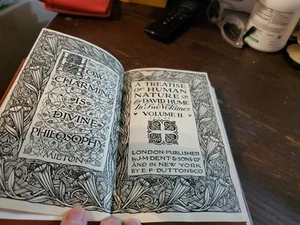 HOW
CHARMING
IS
DIVINE
PHILOSOPHY
MILTON
A TREATISE
OF HUMAN
NATURE
By DAVID HUME
In Two Volumes
VOLUME II
LONDON: PUBLISHED
by J·M·DENT & SONS LTD
AND IN NEW YORK
BY E·P·DUTTON & CO